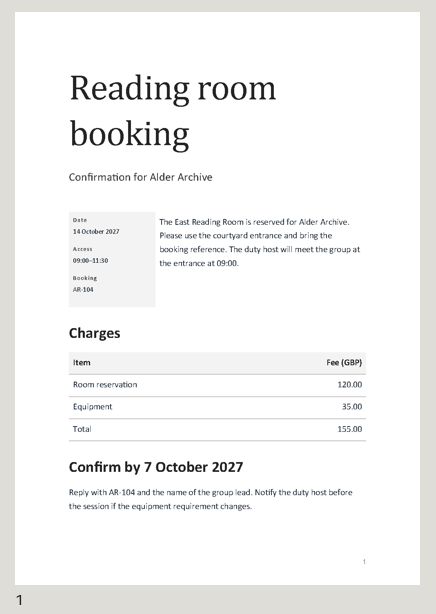 Reading room
booking
Confirmation for Alder Archive
Date
14 October 2027
Access
09:00–11:30
Booking
AR-104
The East Reading Room is reserved for Alder Archive.
Please use the courtyard entrance and bring the
booking reference. The duty host will meet the group at
the entrance at 09:00.
Charges
Item Fee (GBP)
Room reservation 120.00
Equipment 35.00
Total 155.00
Confirm by 7 October 2027
Reply with AR-104 and the name of the group lead. Notify the duty host before
the session if the equipment requirement changes.
1
1